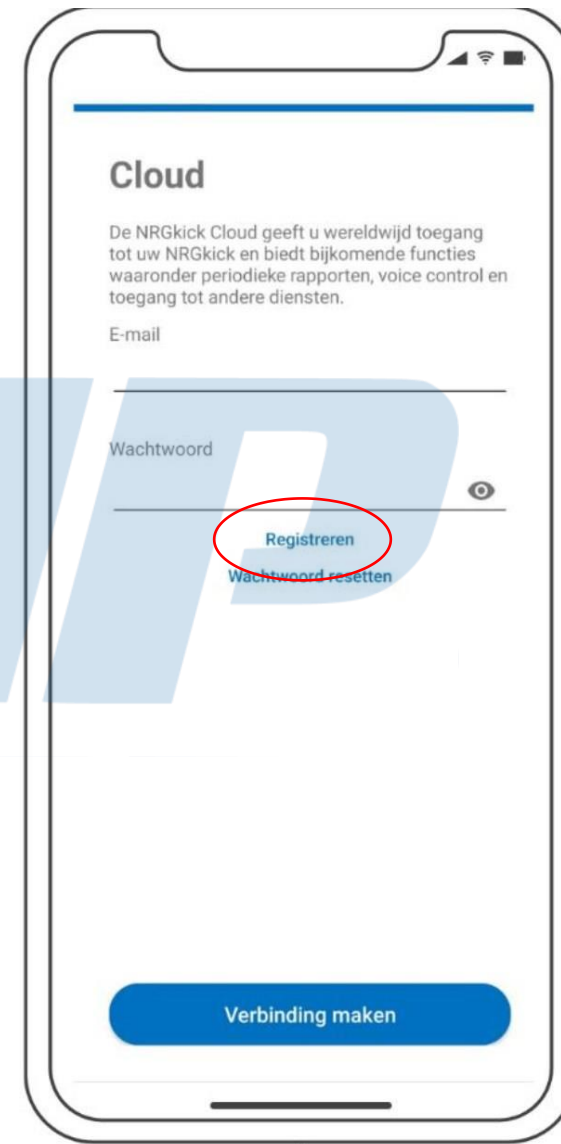 Cloud
De NRGkick Cloud geeft u wereldwijd toegang
tot uw NRGkick en biedt bijkomende functies
waaronder periodieke rapporten, voice control en
toegang tot andere diensten.
E-mail
Wachtwoord
Registreren
Wachtwoord resetten
Verbinding maken